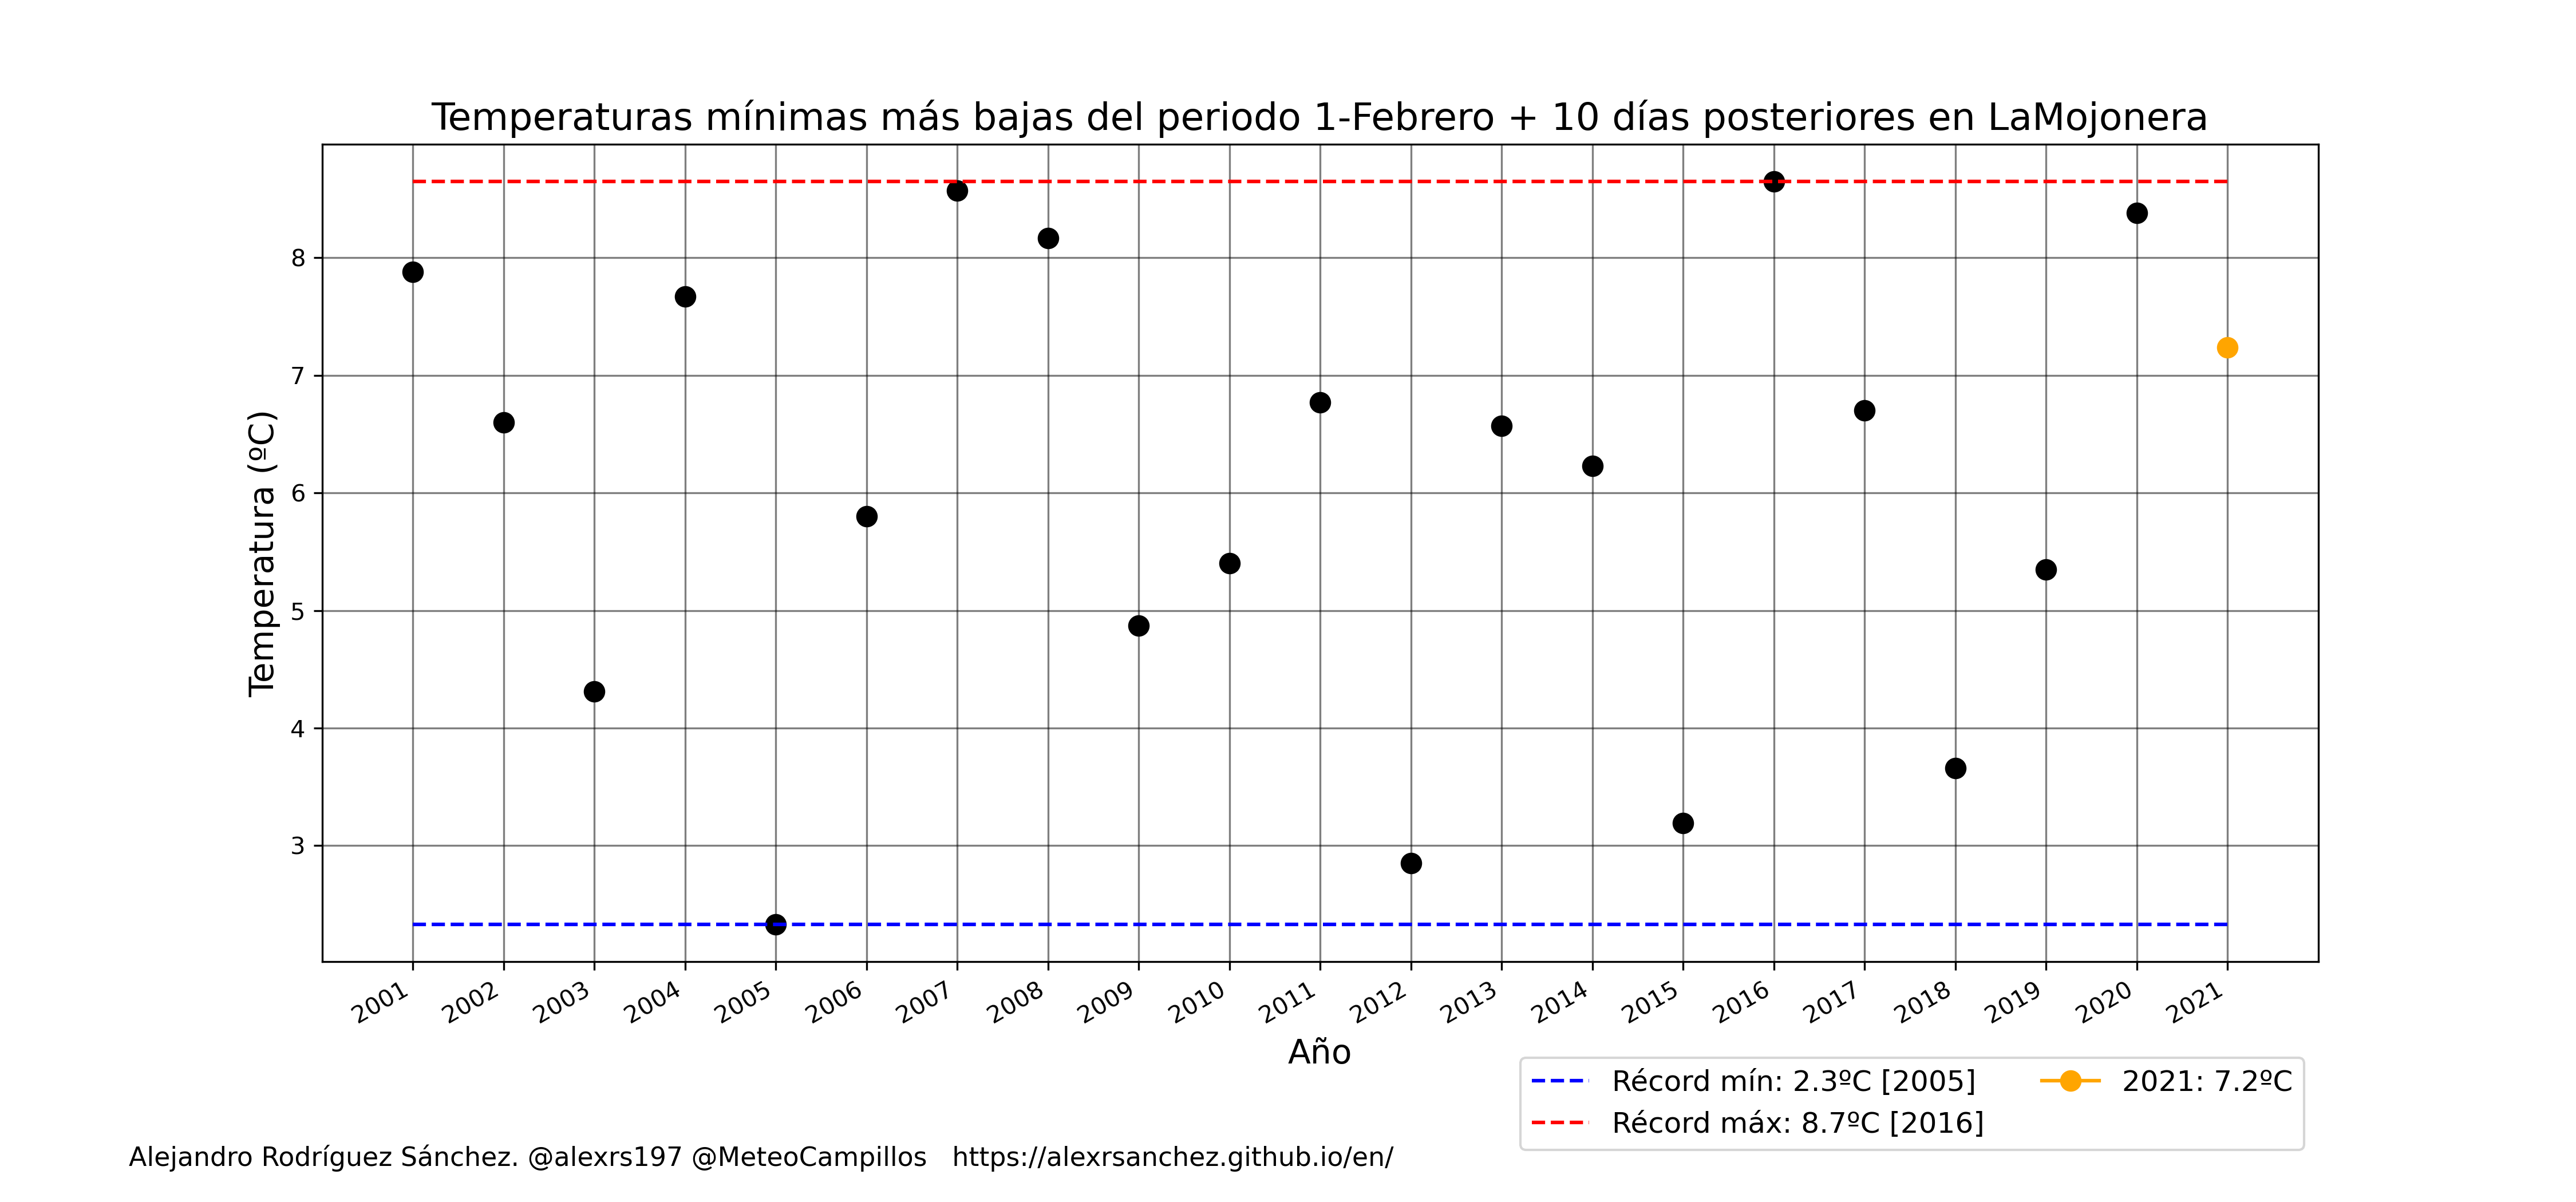 Temperaturas mínimas más bajas del periodo 1-Febrero + 10 días posteriores en LaMojonera
Temperatura (ºC)
8
7
6
5
4
3
2001 2002 2003 2004 2005 2006 2007 2008 2009 2010 2011 2012 2013 2014 2015 2016 2017 2018 2019 2020 2021
Año
Récord mín: 2.3ºC [2005]
Récord máx: 8.7ºC [2016]
2021: 7.2ºC
Alejandro Rodríguez Sánchez. @alexrs197 @MeteoCampillos https://alexrsanchez.github.io/en/